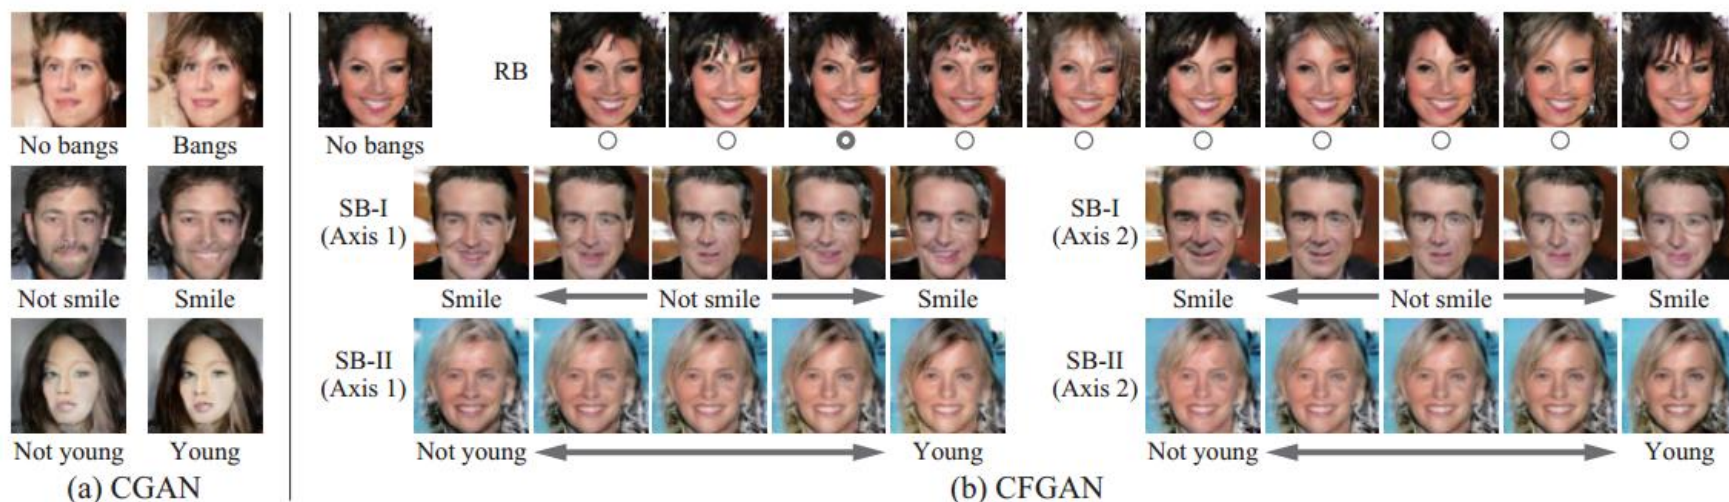 RB
No bangs Bangs No bangs
SB-I
(Axis 1)
SB-I
(Axis 2)
Not smile Smile Smile Not smile Smile Smile Not smile Smile
SB-II
(Axis 1)
SB-II
(Axis 2)
Not young Young Not young Young Not young Young
(a) CGAN (b) CFGAN